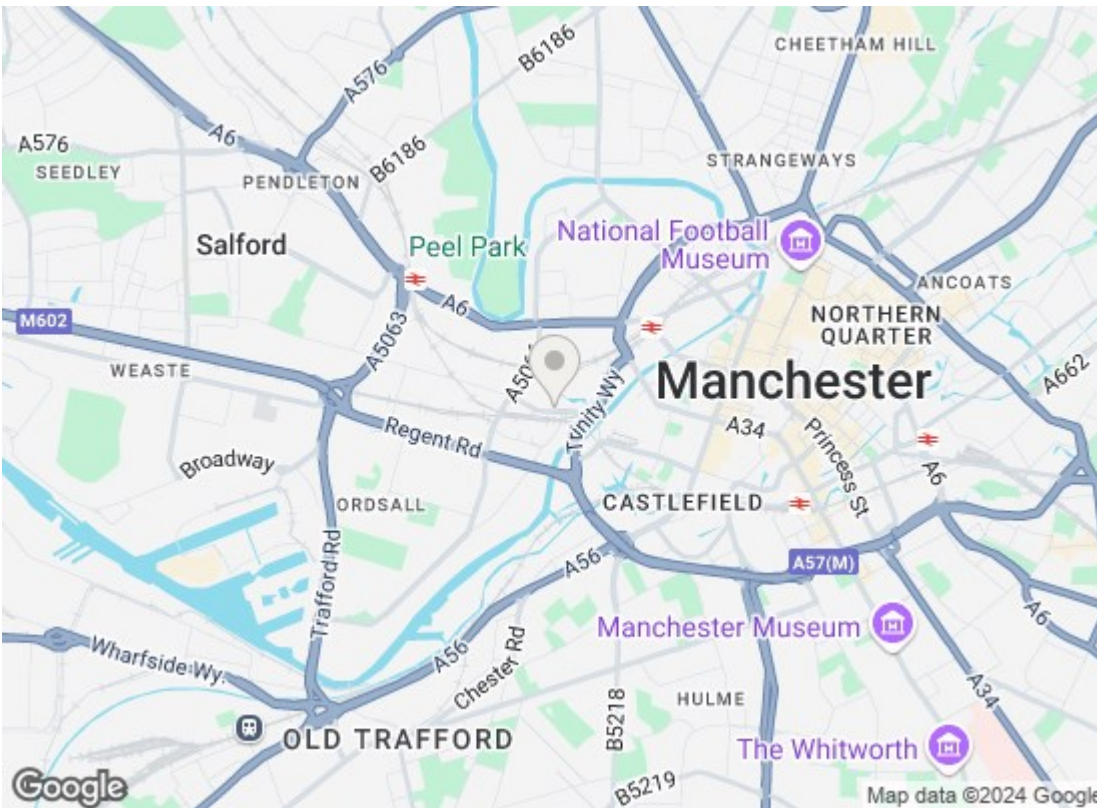 CHEETHAM HILL
B6186
A576
A6
A576
SEEDLEY
PENDLETON
B6186
STRANGEWAYS
Salford
Peel Park
National Football
Museum
ANCOATS
A6
NORTHERN
QUARTER
M602
A5063
WEASTE
Trinity Wy
Manchester
A662
A34
Regent Rd
Princess St
A6
Broadway
ORDSALL
CASTLEFIELD
A57(M)
A56
Trafford Rd
Manchester Museum
A6
Wharfside Wy.
A56
Chester Rd
HULME
A34
B5218
OLD TRAFFORD
The Whitworth
B5219
Google
Map data ©2024 Google